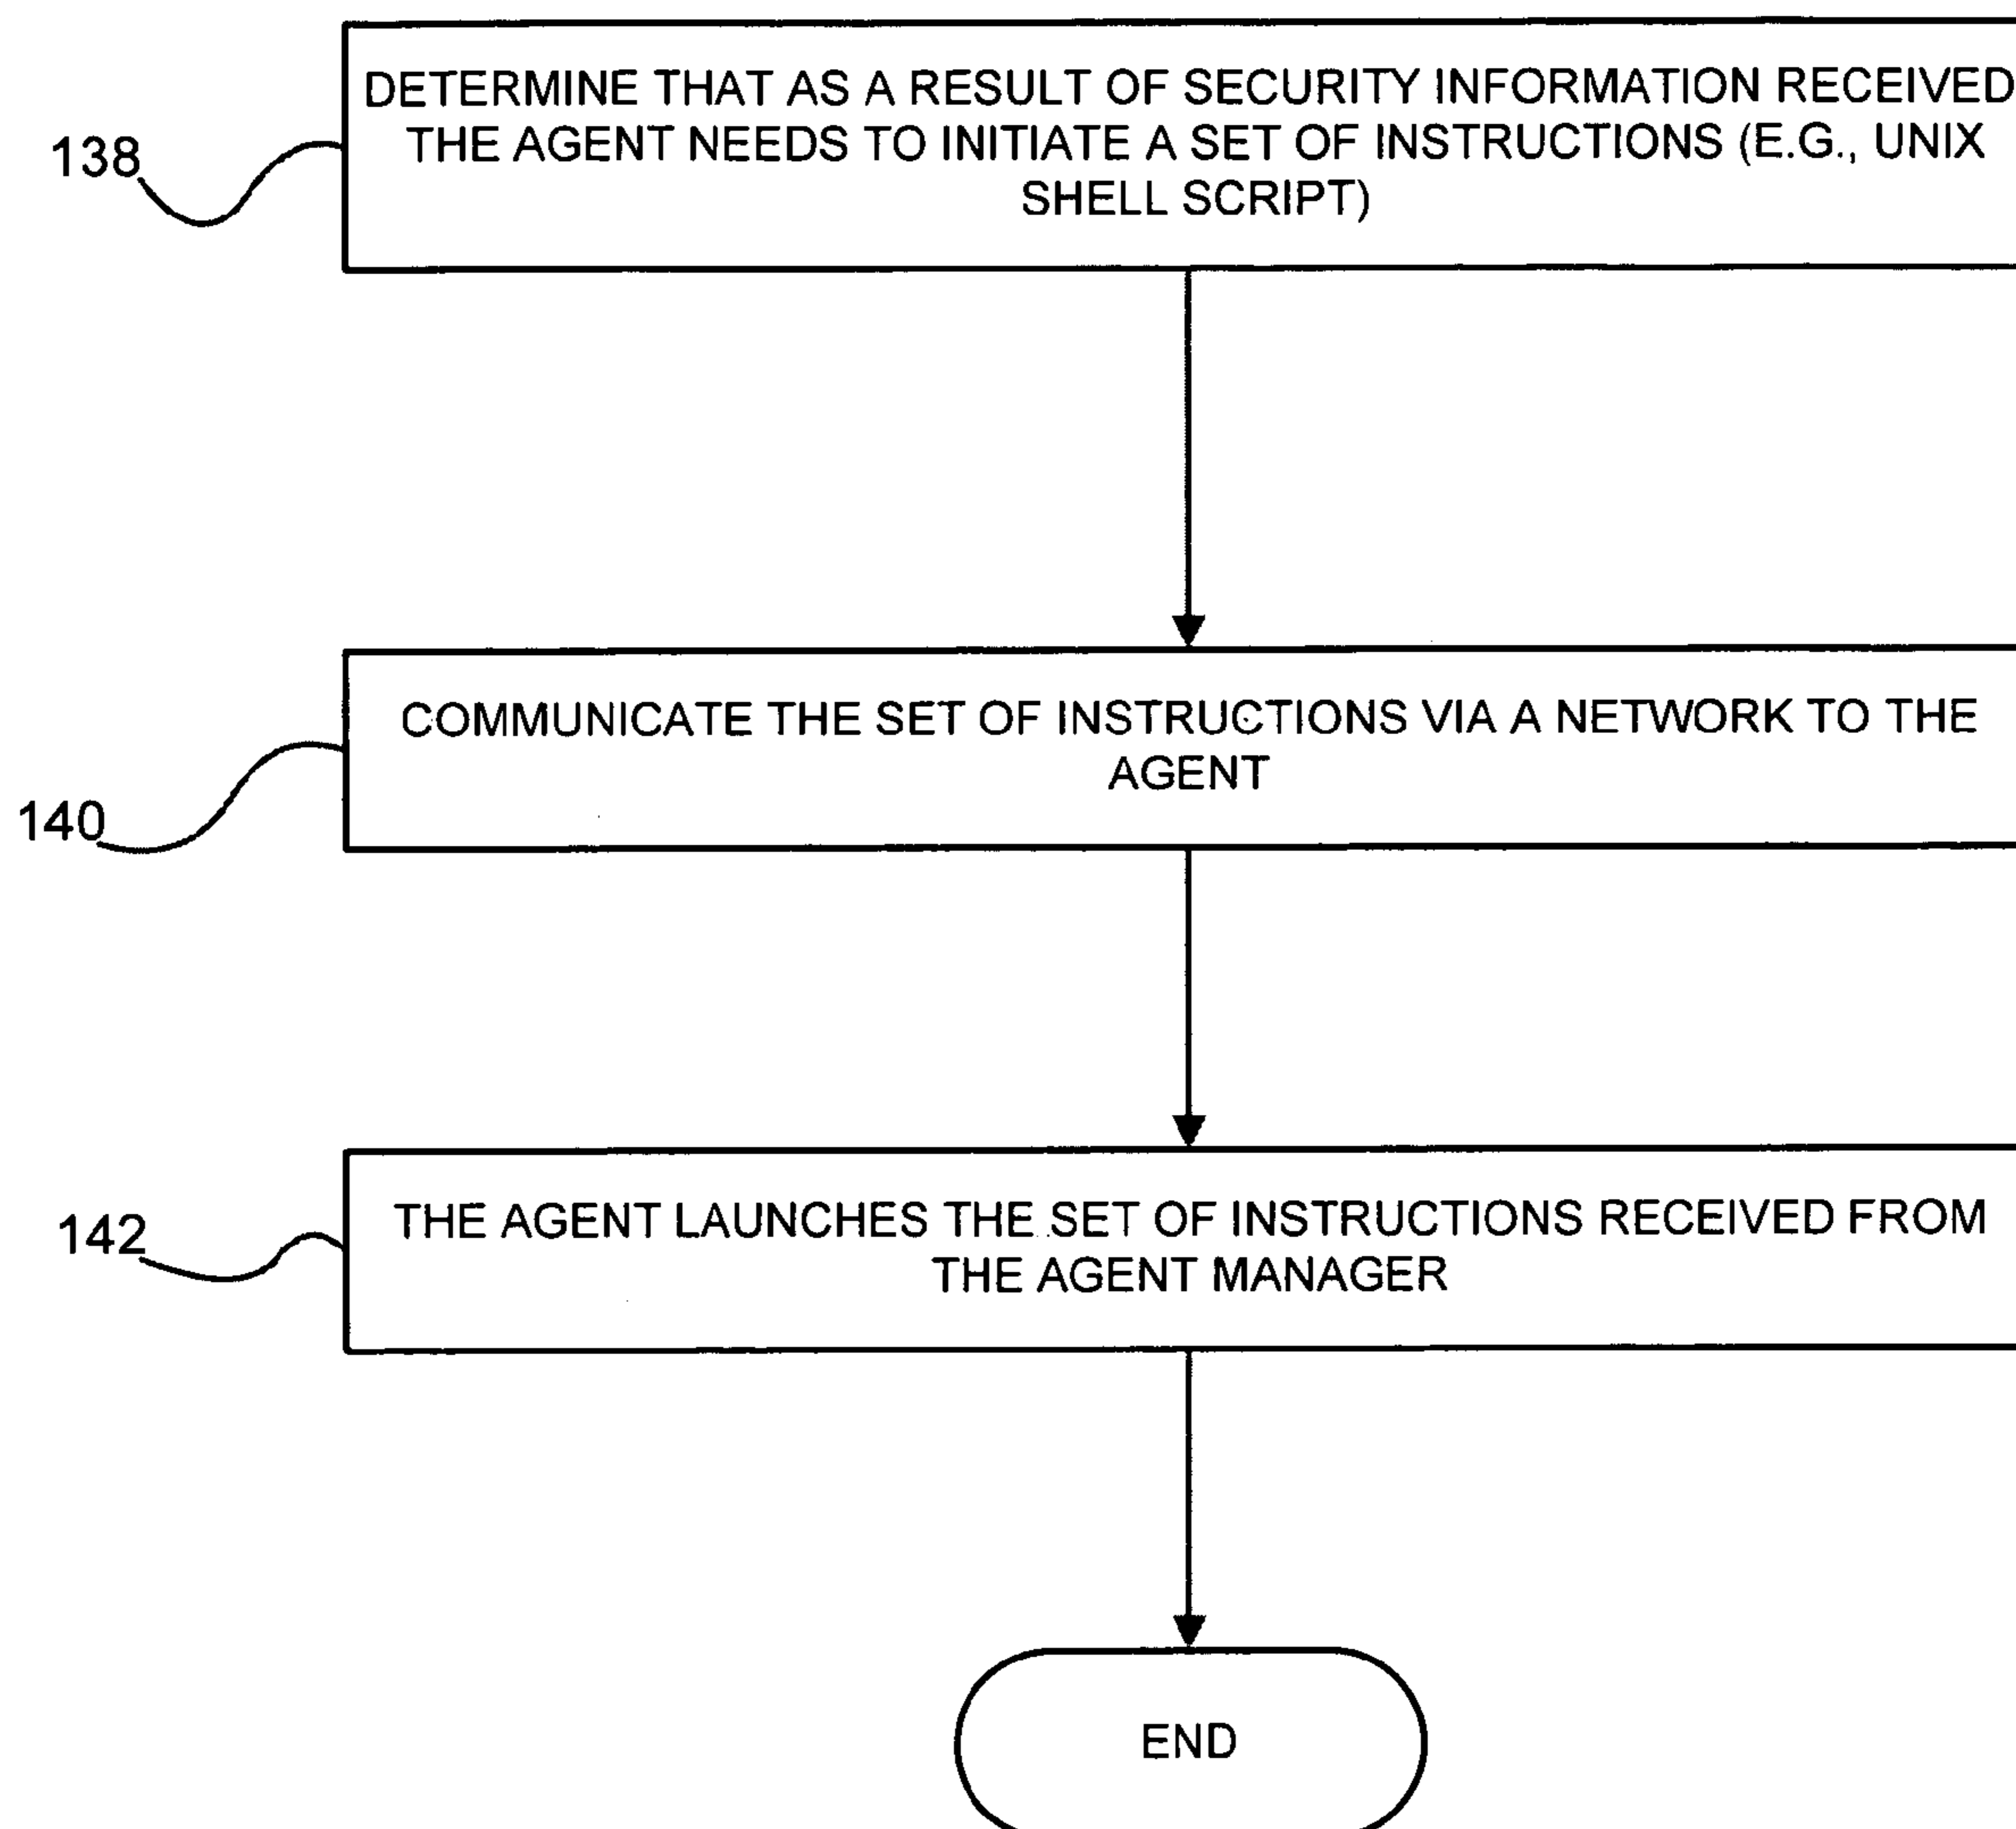 DETERMINE THAT AS A RESULT OF SECURITY INFORMATION RECEIVED
THE AGENT NEEDS TO INITIATE A SET OF INSTRUCTIONS (E.G., UNIX
SHELL SCRIPT)
138
COMMUNICATE THE SET OF INSTRUCTIONS VIA A NETWORK TO THE
AGENT
140
THE AGENT LAUNCHES THE SET OF INSTRUCTIONS RECEIVED FROM
THE AGENT MANAGER
142
END